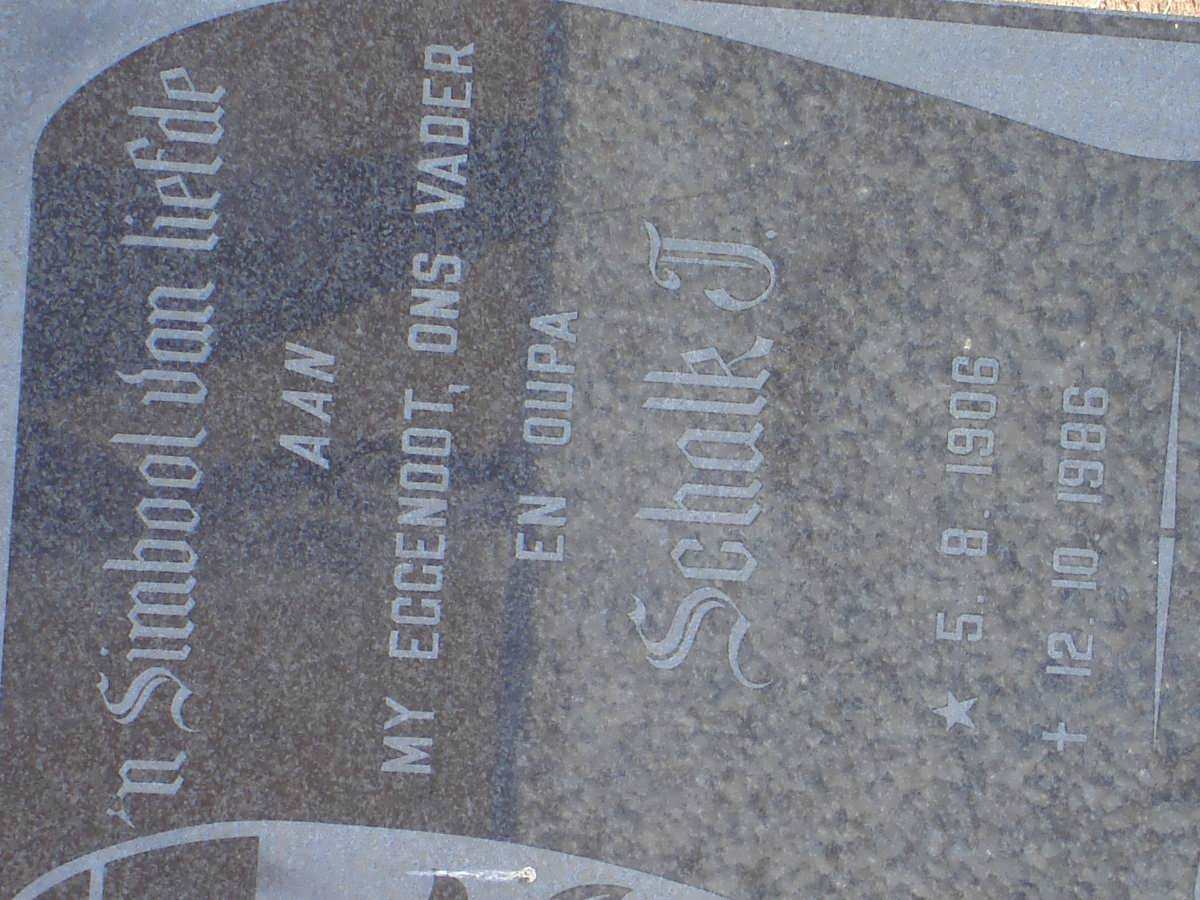 'n Simbool van liefde
AAN
MY EGGENOOT, ONS VADER
EN OUPA
Schalk J.
★ 5. 8. 1906
✝ 12. 10. 1986